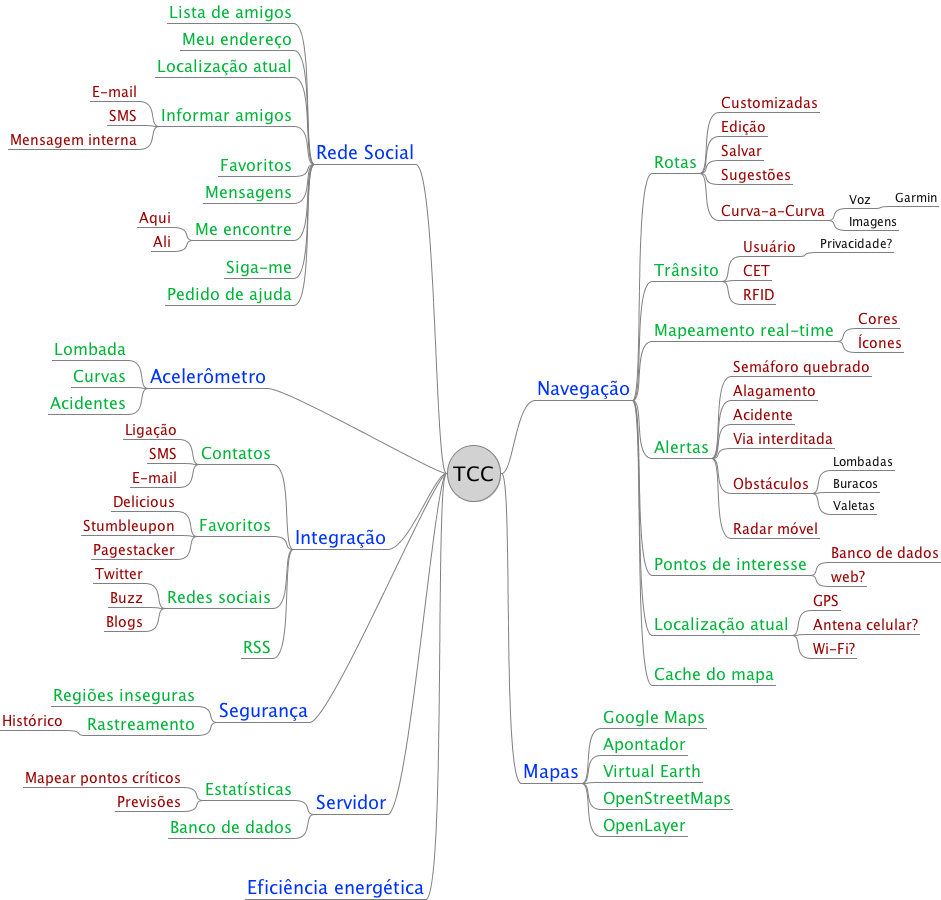 TCC
Rede Social
Lista de amigos
Meu endereço
Localização atual
Informar amigos
E-mail
SMS
Mensagem interna
Favoritos
Mensagens
Me encontre
Aqui
Ali
Siga-me
Pedido de ajuda
Acelerômetro
Lombada
Curvas
Acidentes
Integração
Contatos
Ligação
SMS
E-mail
Favoritos
Delicious
Stumbleupon
Pagestacker
Redes sociais
Twitter
Buzz
Blogs
RSS
Segurança
Regiões inseguras
Rastreamento
Histórico
Servidor
Estatísticas
Mapear pontos críticos
Previsões
Banco de dados
Eficiência energética
Navegação
Rotas
Customizadas
Edição
Salvar
Sugestões
Curva-a-Curva
Voz
Garmin
Imagens
Trânsito
Usuário
Privacidade?
CET
RFID
Mapeamento real-time
Cores
Ícones
Alertas
Semáforo quebrado
Alagamento
Acidente
Via interditada
Obstáculos
Lombadas
Buracos
Valetas
Radar móvel
Pontos de interesse
Banco de dados
web?
Localização atual
GPS
Antena celular?
Wi-Fi?
Cache do mapa
Mapas
Google Maps
Apontador
Virtual Earth
OpenStreetMaps
OpenLayer